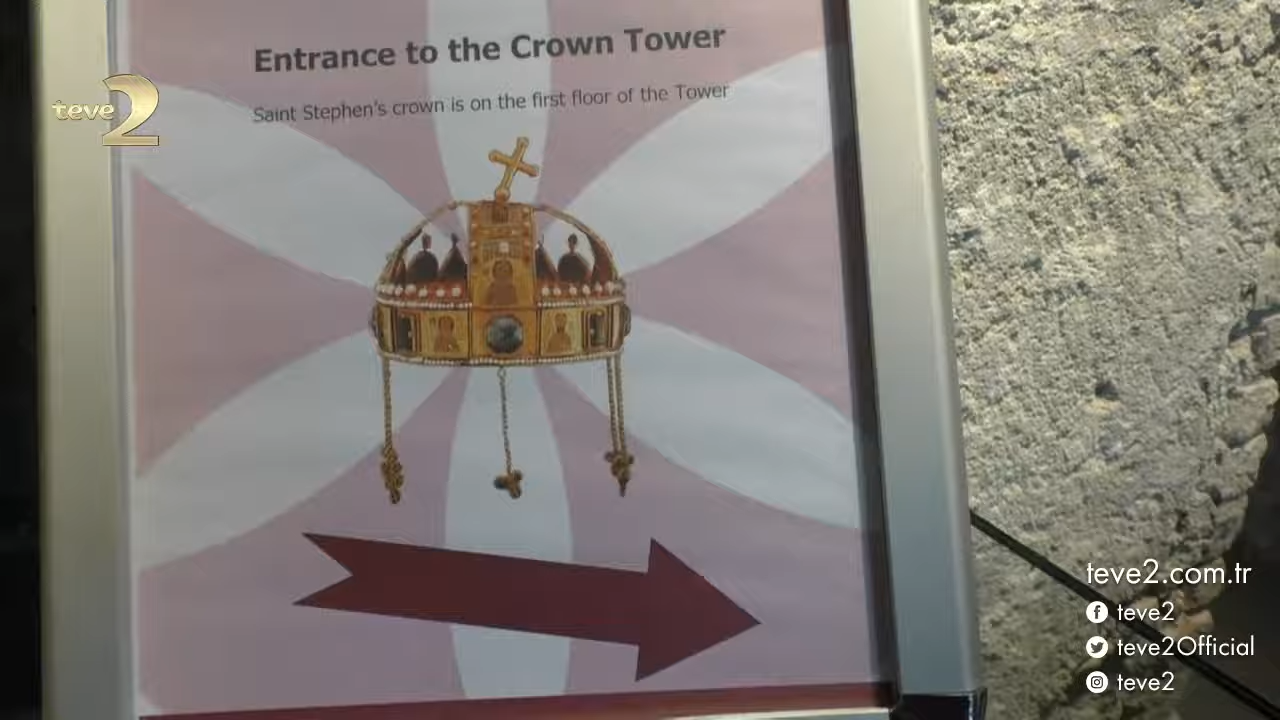 Entrance to the Crown Tower
Saint Stephen's crown is on the first floor of the Tower
teve2
teve2.com.tr
teve2
teve2Official
teve2